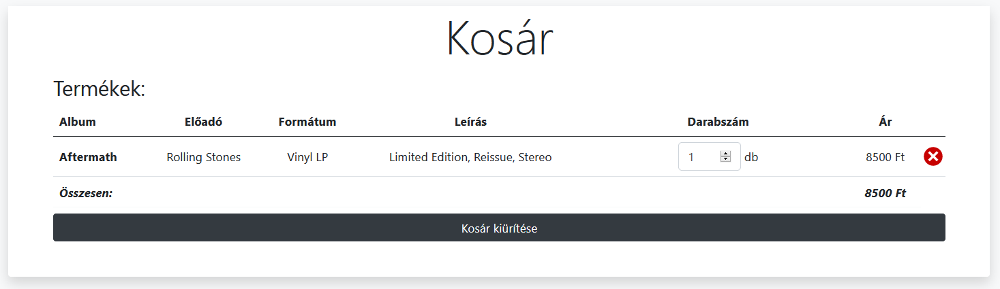 Kosár
Termékek:
Album Előadó Formátum Leírás Darabszám Ár
Aftermath Rolling Stones Vinyl LP Limited Edition, Reissue, Stereo 1 db 8500 Ft
Összesen: 8500 Ft
Kosár kiürítése